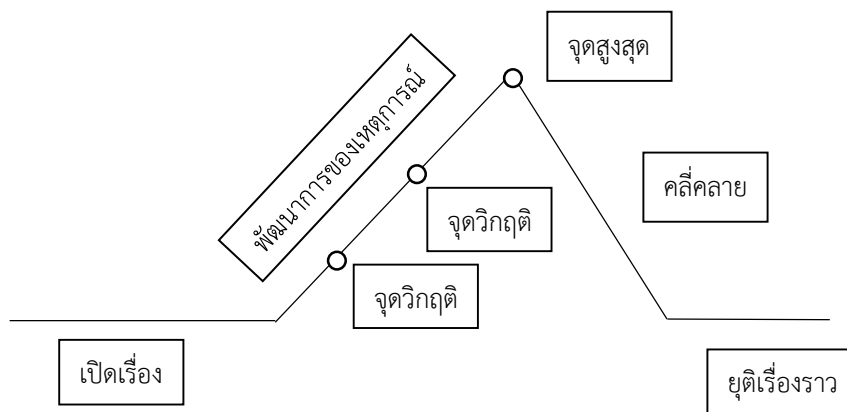 จุดสูงสุด
พัฒนาการของเหตุการณ์
คลี่คลาย
จุดวิกฤติ
จุดวิกฤติ
เปิดเรื่อง
ยุติเรื่องราว